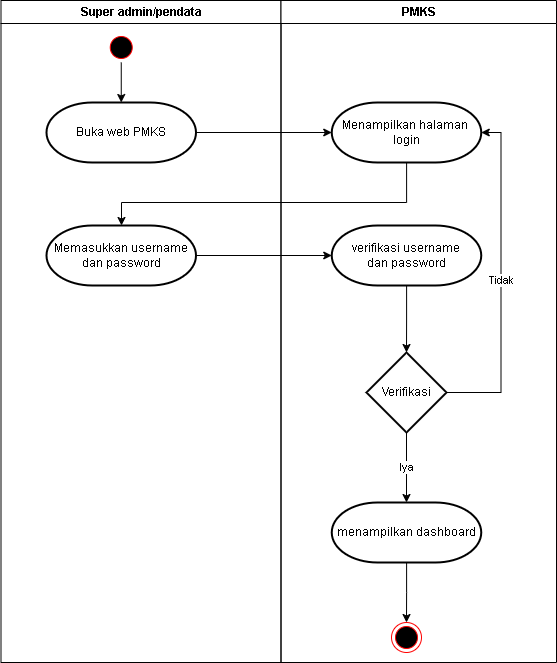 Super admin/pendata
PMKS
Buka web PMKS
Menampilkan halaman
login
Memasukkan username
dan password
verifikasi username
dan password
Tidak
Verifikasi
Iya
menampilkan dashboard